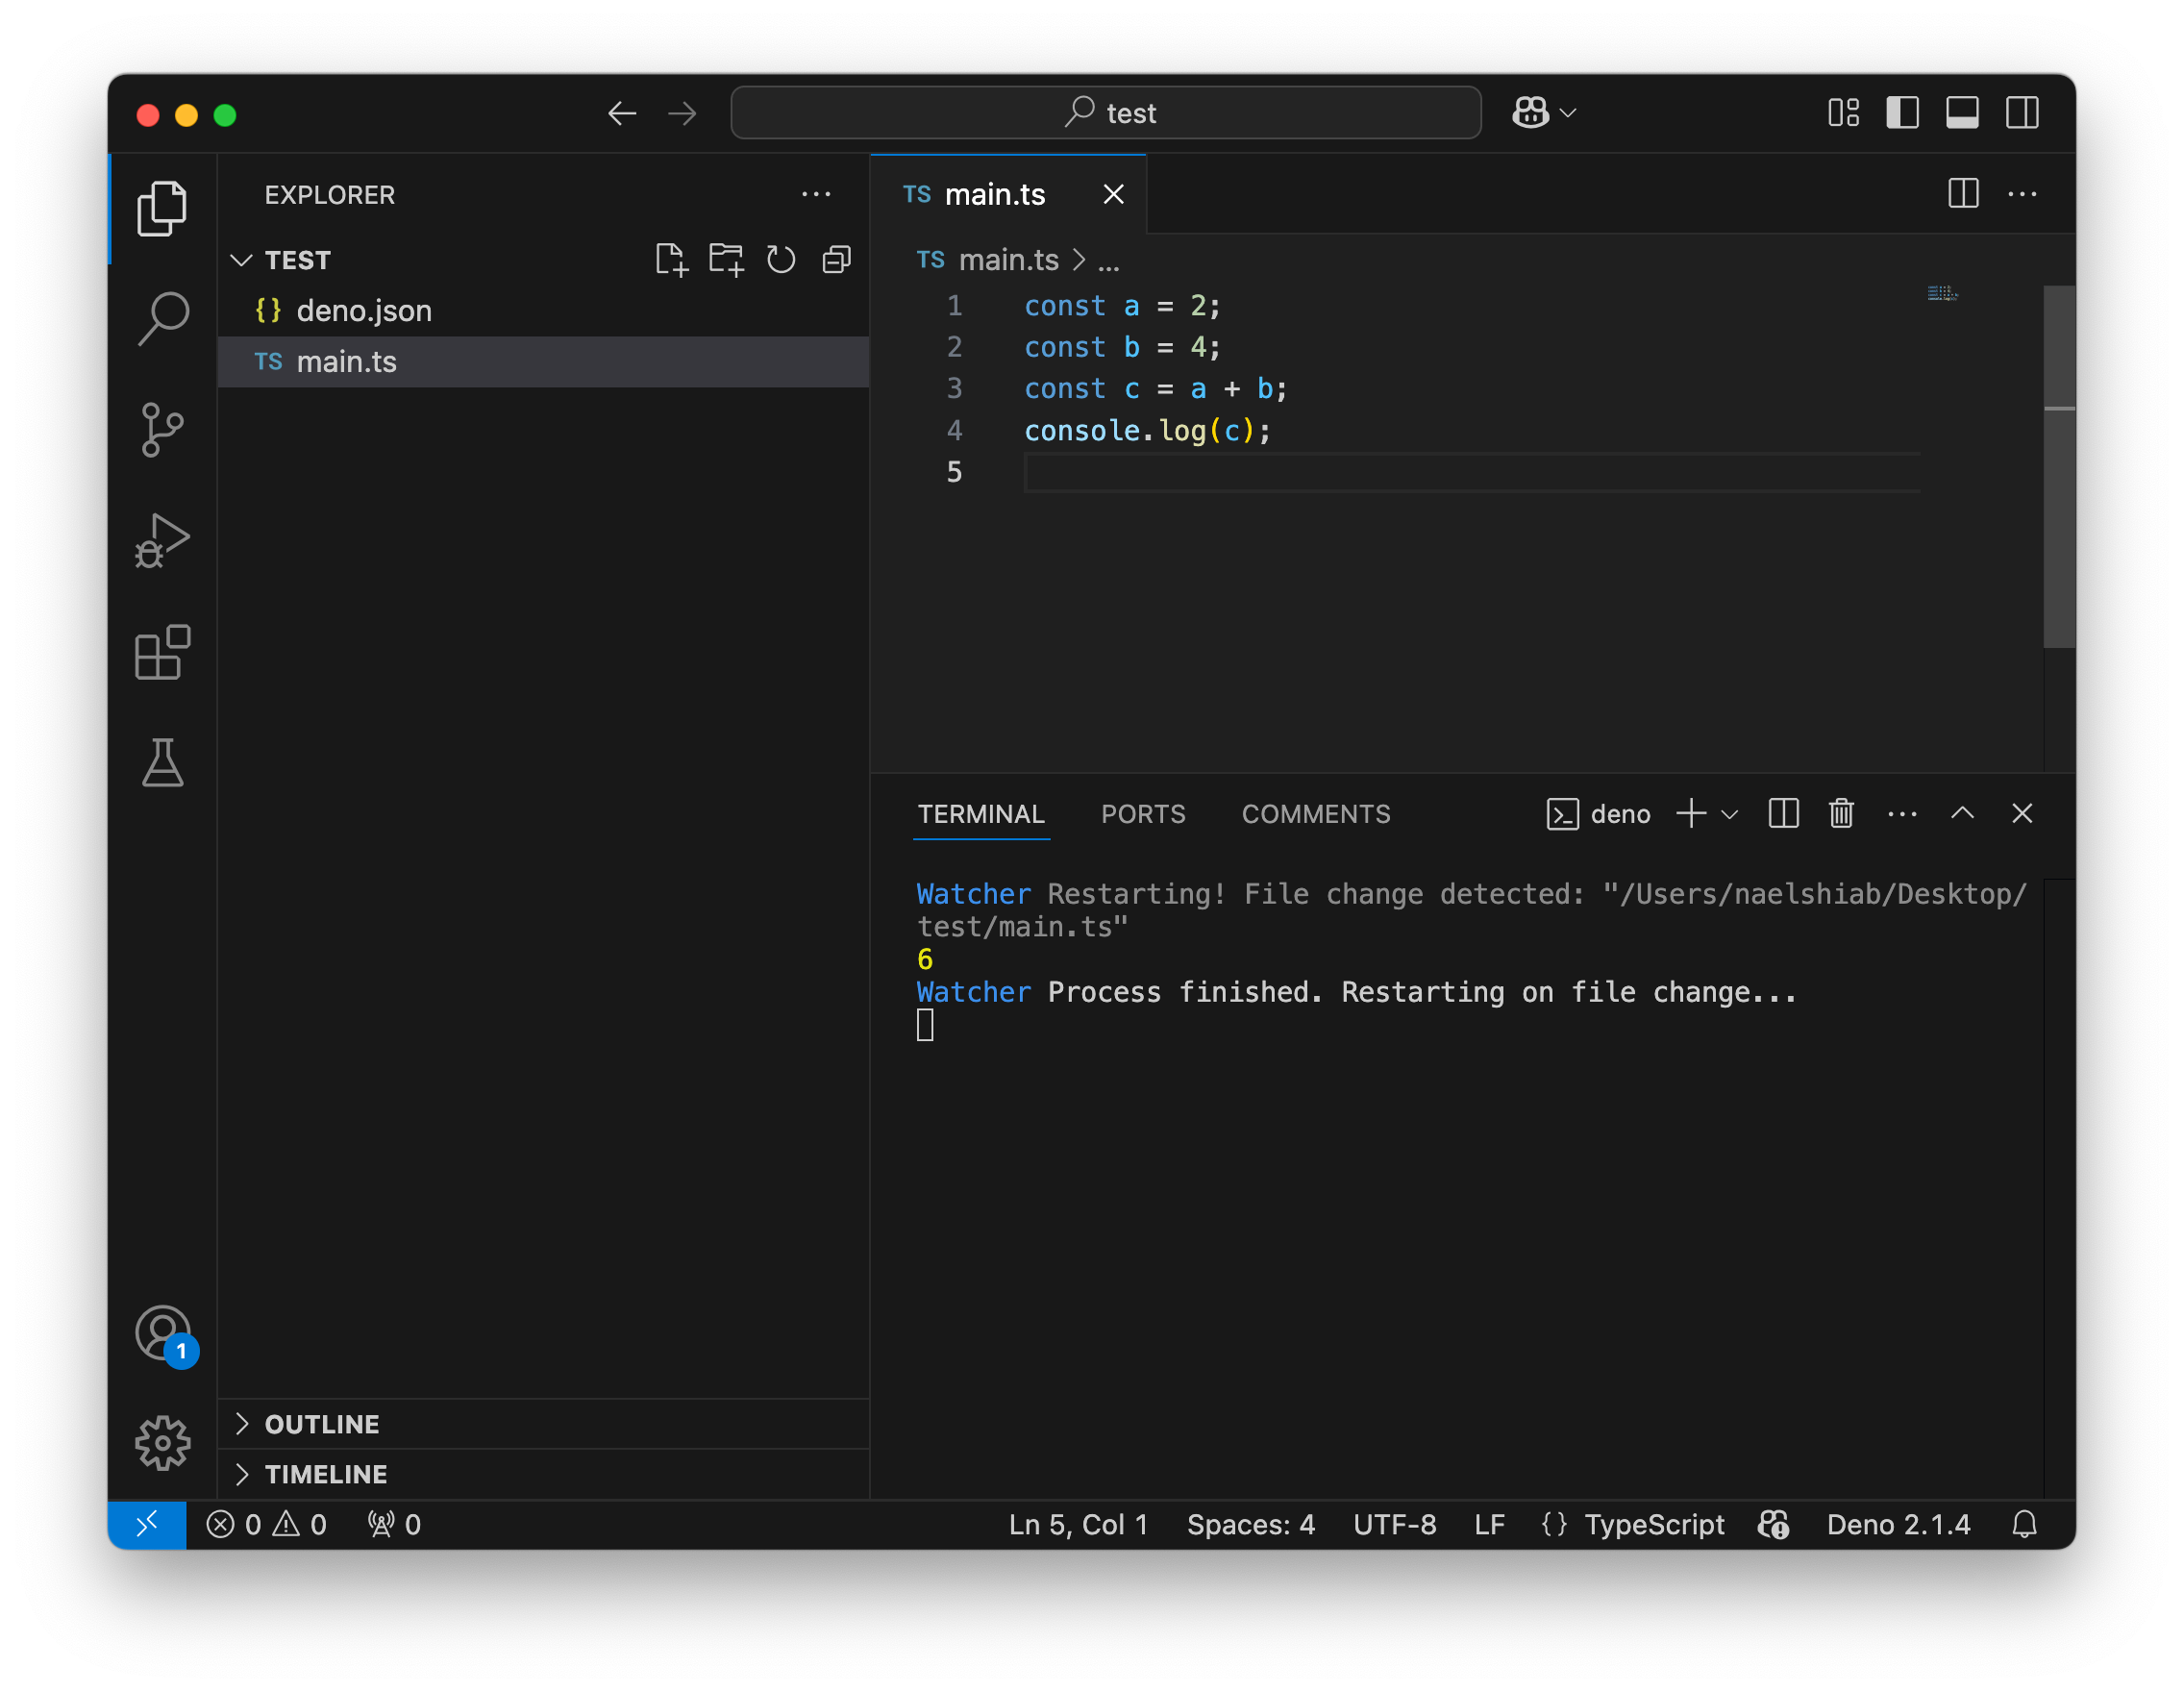 test
EXPLORER
TEST
{} deno.json
TS main.ts
OUTLINE
TIMELINE
TS main.ts
TS main.ts > ...
1 const a = 2;
2 const b = 4;
3 const c = a + b;
4 console.log(c);
5
TERMINAL PORTS COMMENTS deno
Watcher Restarting! File change detected: "/Users/naelshiab/Desktop/
test/main.ts"
6
Watcher Process finished. Restarting on file change...
1
0 0 0 Ln 5, Col 1 Spaces: 4 UTF-8 LF {} TypeScript Deno 2.1.4